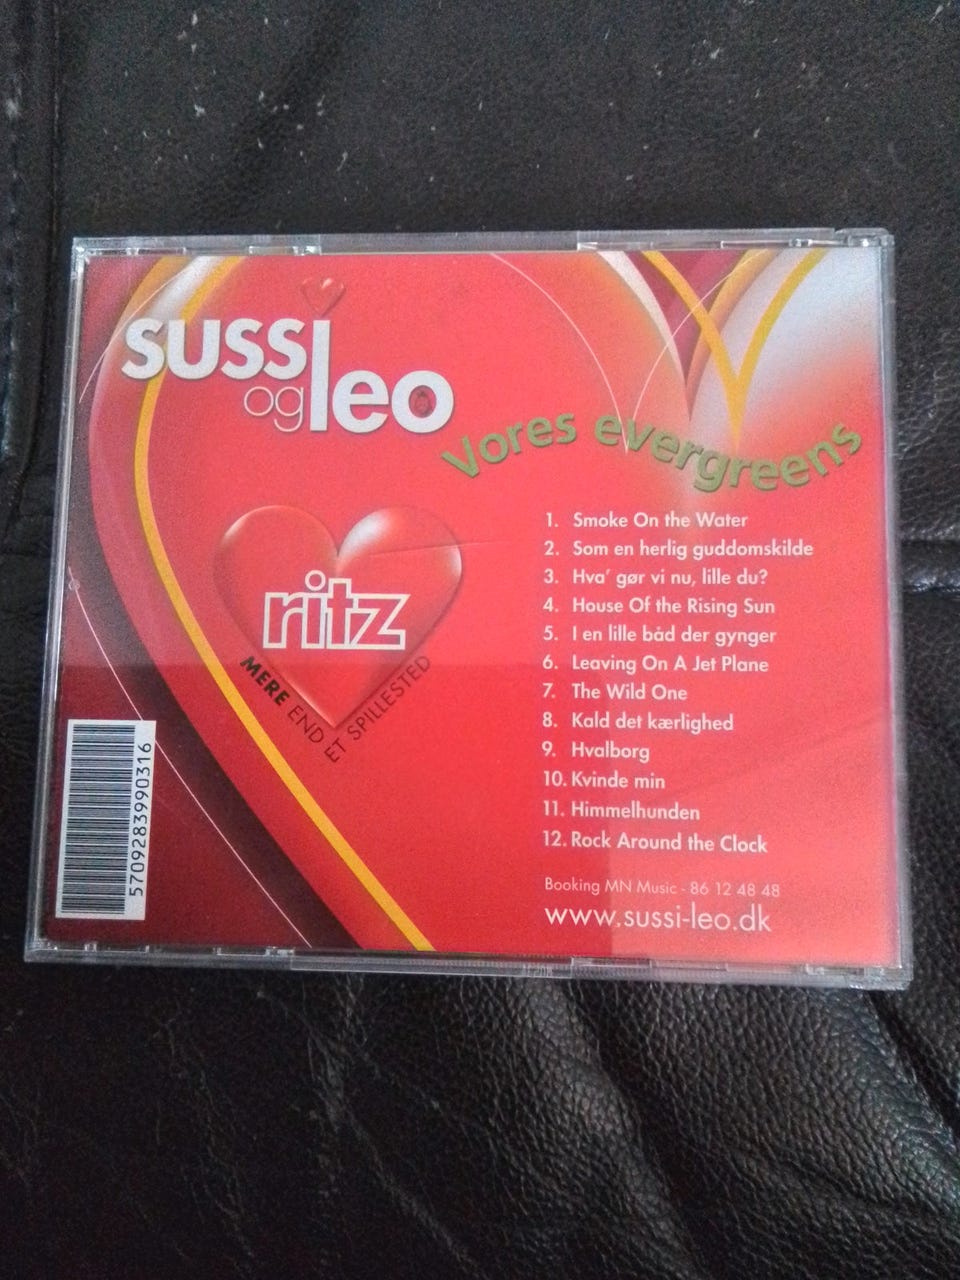 sussi
og leo
Vores evergreens
ritz
MERE END ET SPILLESTED
1. Smoke On the Water
2. Som en herlig guddomskilde
3. Hva' gør vi nu, lille du?
4. House Of the Rising Sun
5. I en lille båd der gynger
6. Leaving On A Jet Plane
7. The Wild One
8. Kald det kærlighed
9. Hvalborg
10. Kvinde min
11. Himmelhunden
12. Rock Around the Clock
Booking MN Music - 86 12 48 48
www.sussi-leo.dk
5709283990316